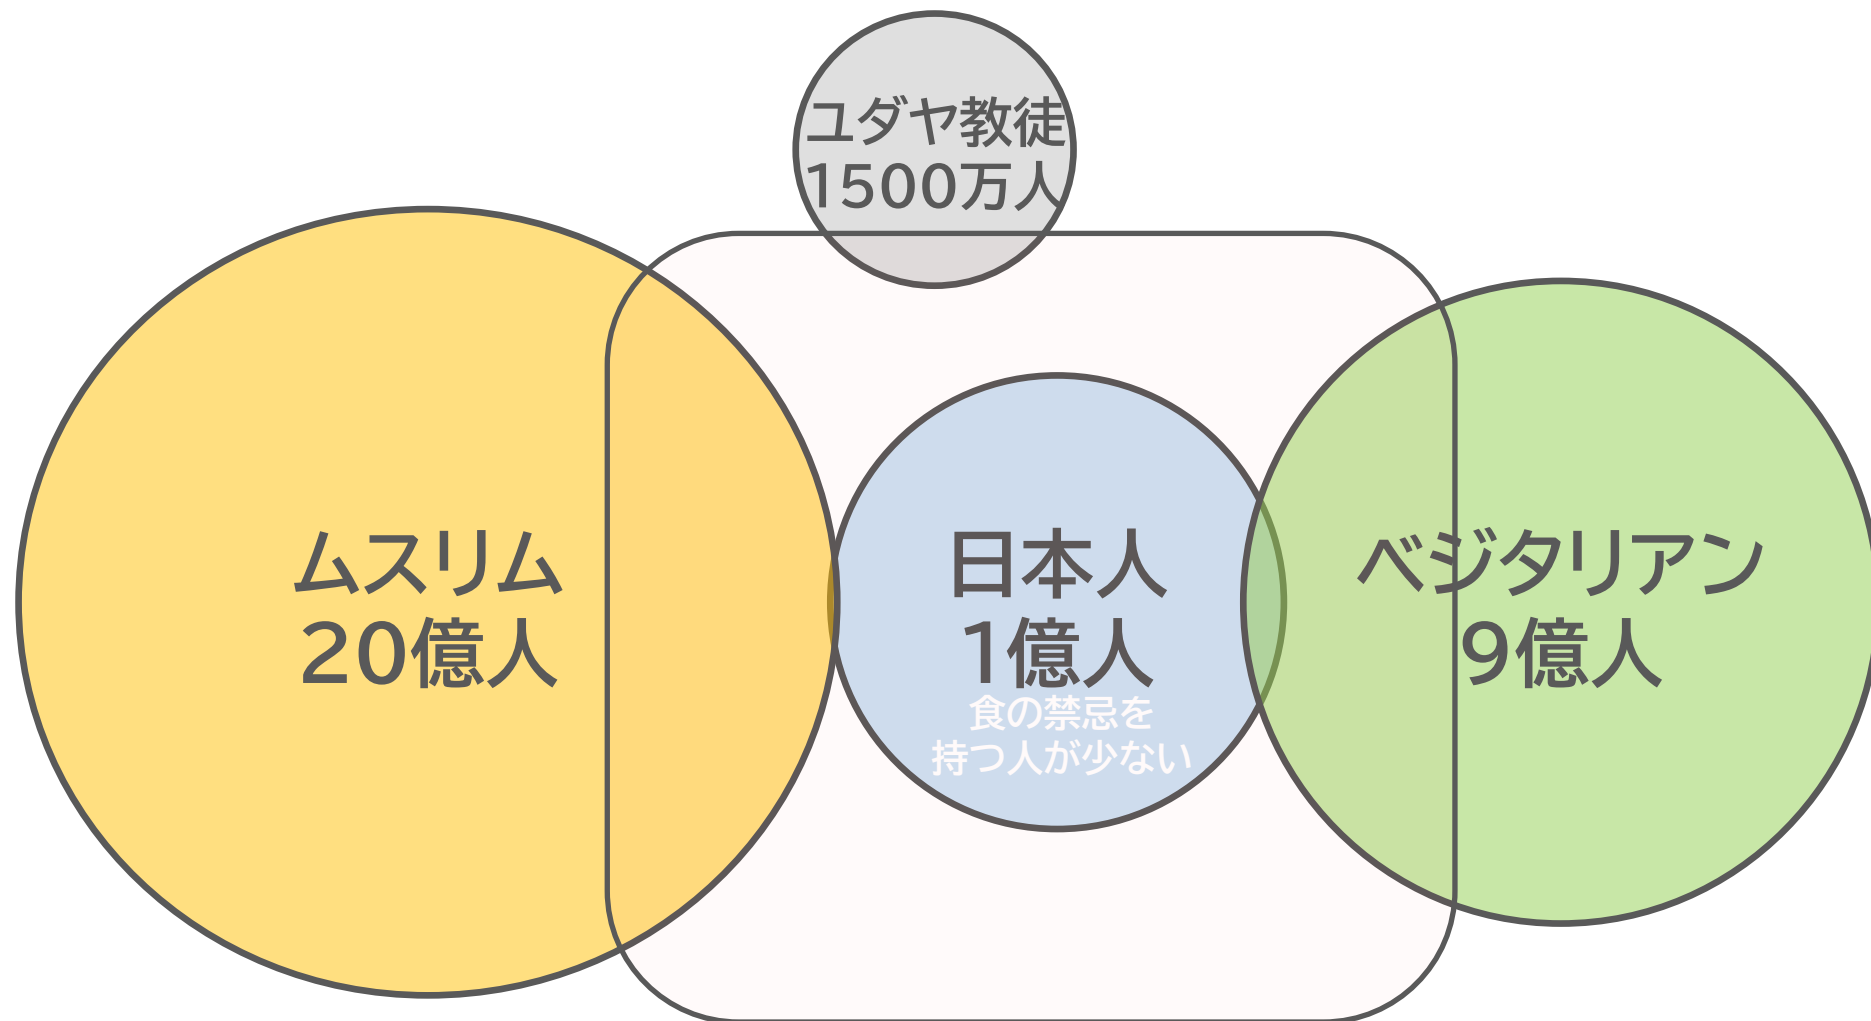 ユダヤ教徒
1500万人
ムスリム
20億人
日本人
1億人
食の禁忌を
持つ人が少ない
ベジタリアン
9億人